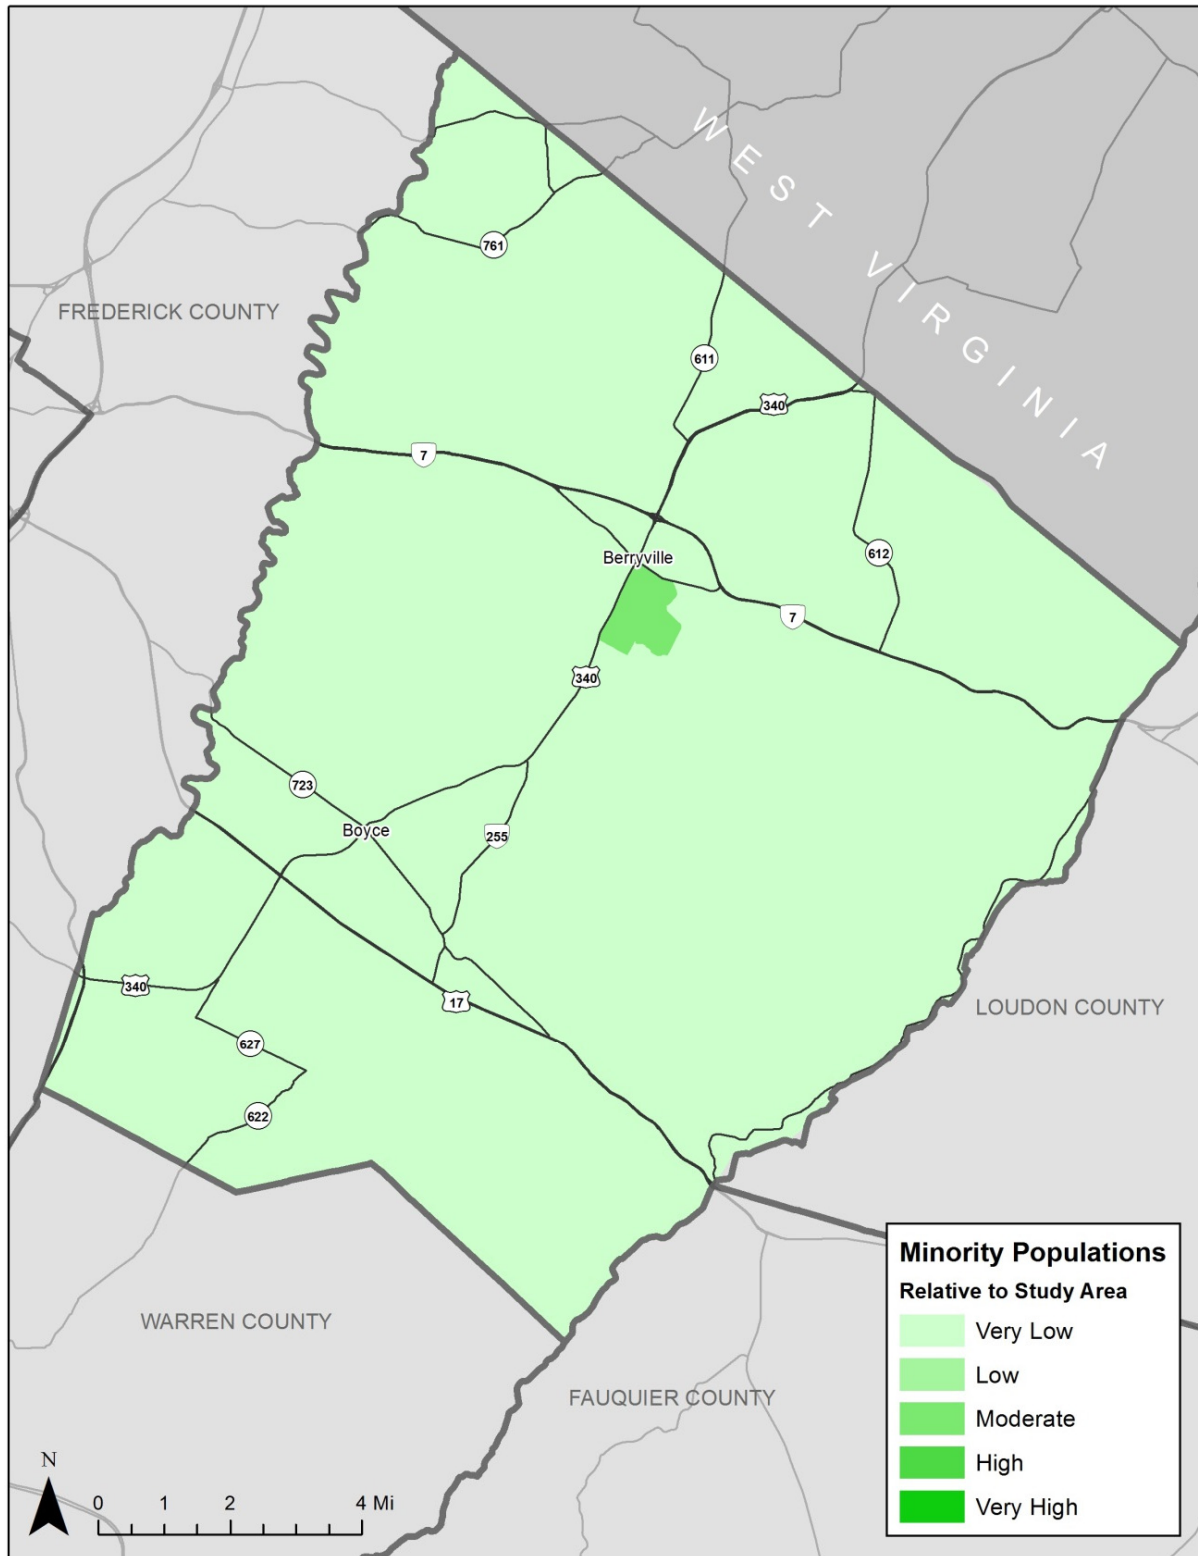 WEST VIRGINIA
761
FREDERICK COUNTY
611
340
7
Berryville
612
7
340
723
Boyce
255
340
17
LOUDON COUNTY
627
622
WARREN COUNTY
FAUQUIER COUNTY
Minority Populations
Relative to Study Area
Very Low
Low
Moderate
High
Very High
N
0 1 2 4 Mi